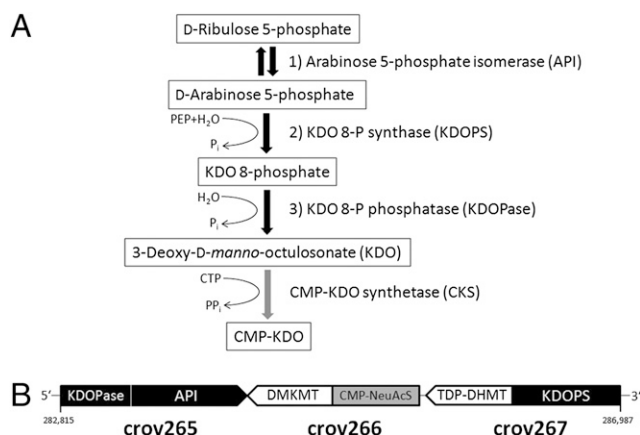 A
D-Ribulose 5-phosphate
1) Arabinose 5-phosphate isomerase (API)
D-Arabinose 5-phosphate
PEP+H₂O
2) KDO 8-P synthase (KDOPS)
Pᵢ
KDO 8-phosphate
H₂O
3) KDO 8-P phosphatase (KDOPase)
Pᵢ
3-Deoxy-D-manno-octulosonate (KDO)
CTP
CMP-KDO synthetase (CKS)
PPᵢ
CMP-KDO
B
5′ KDOPase API DMKMT CMP-NeuAcS TDP-DHMT KDOPS 3′
282,815 crov265 crov266 crov267 286,987